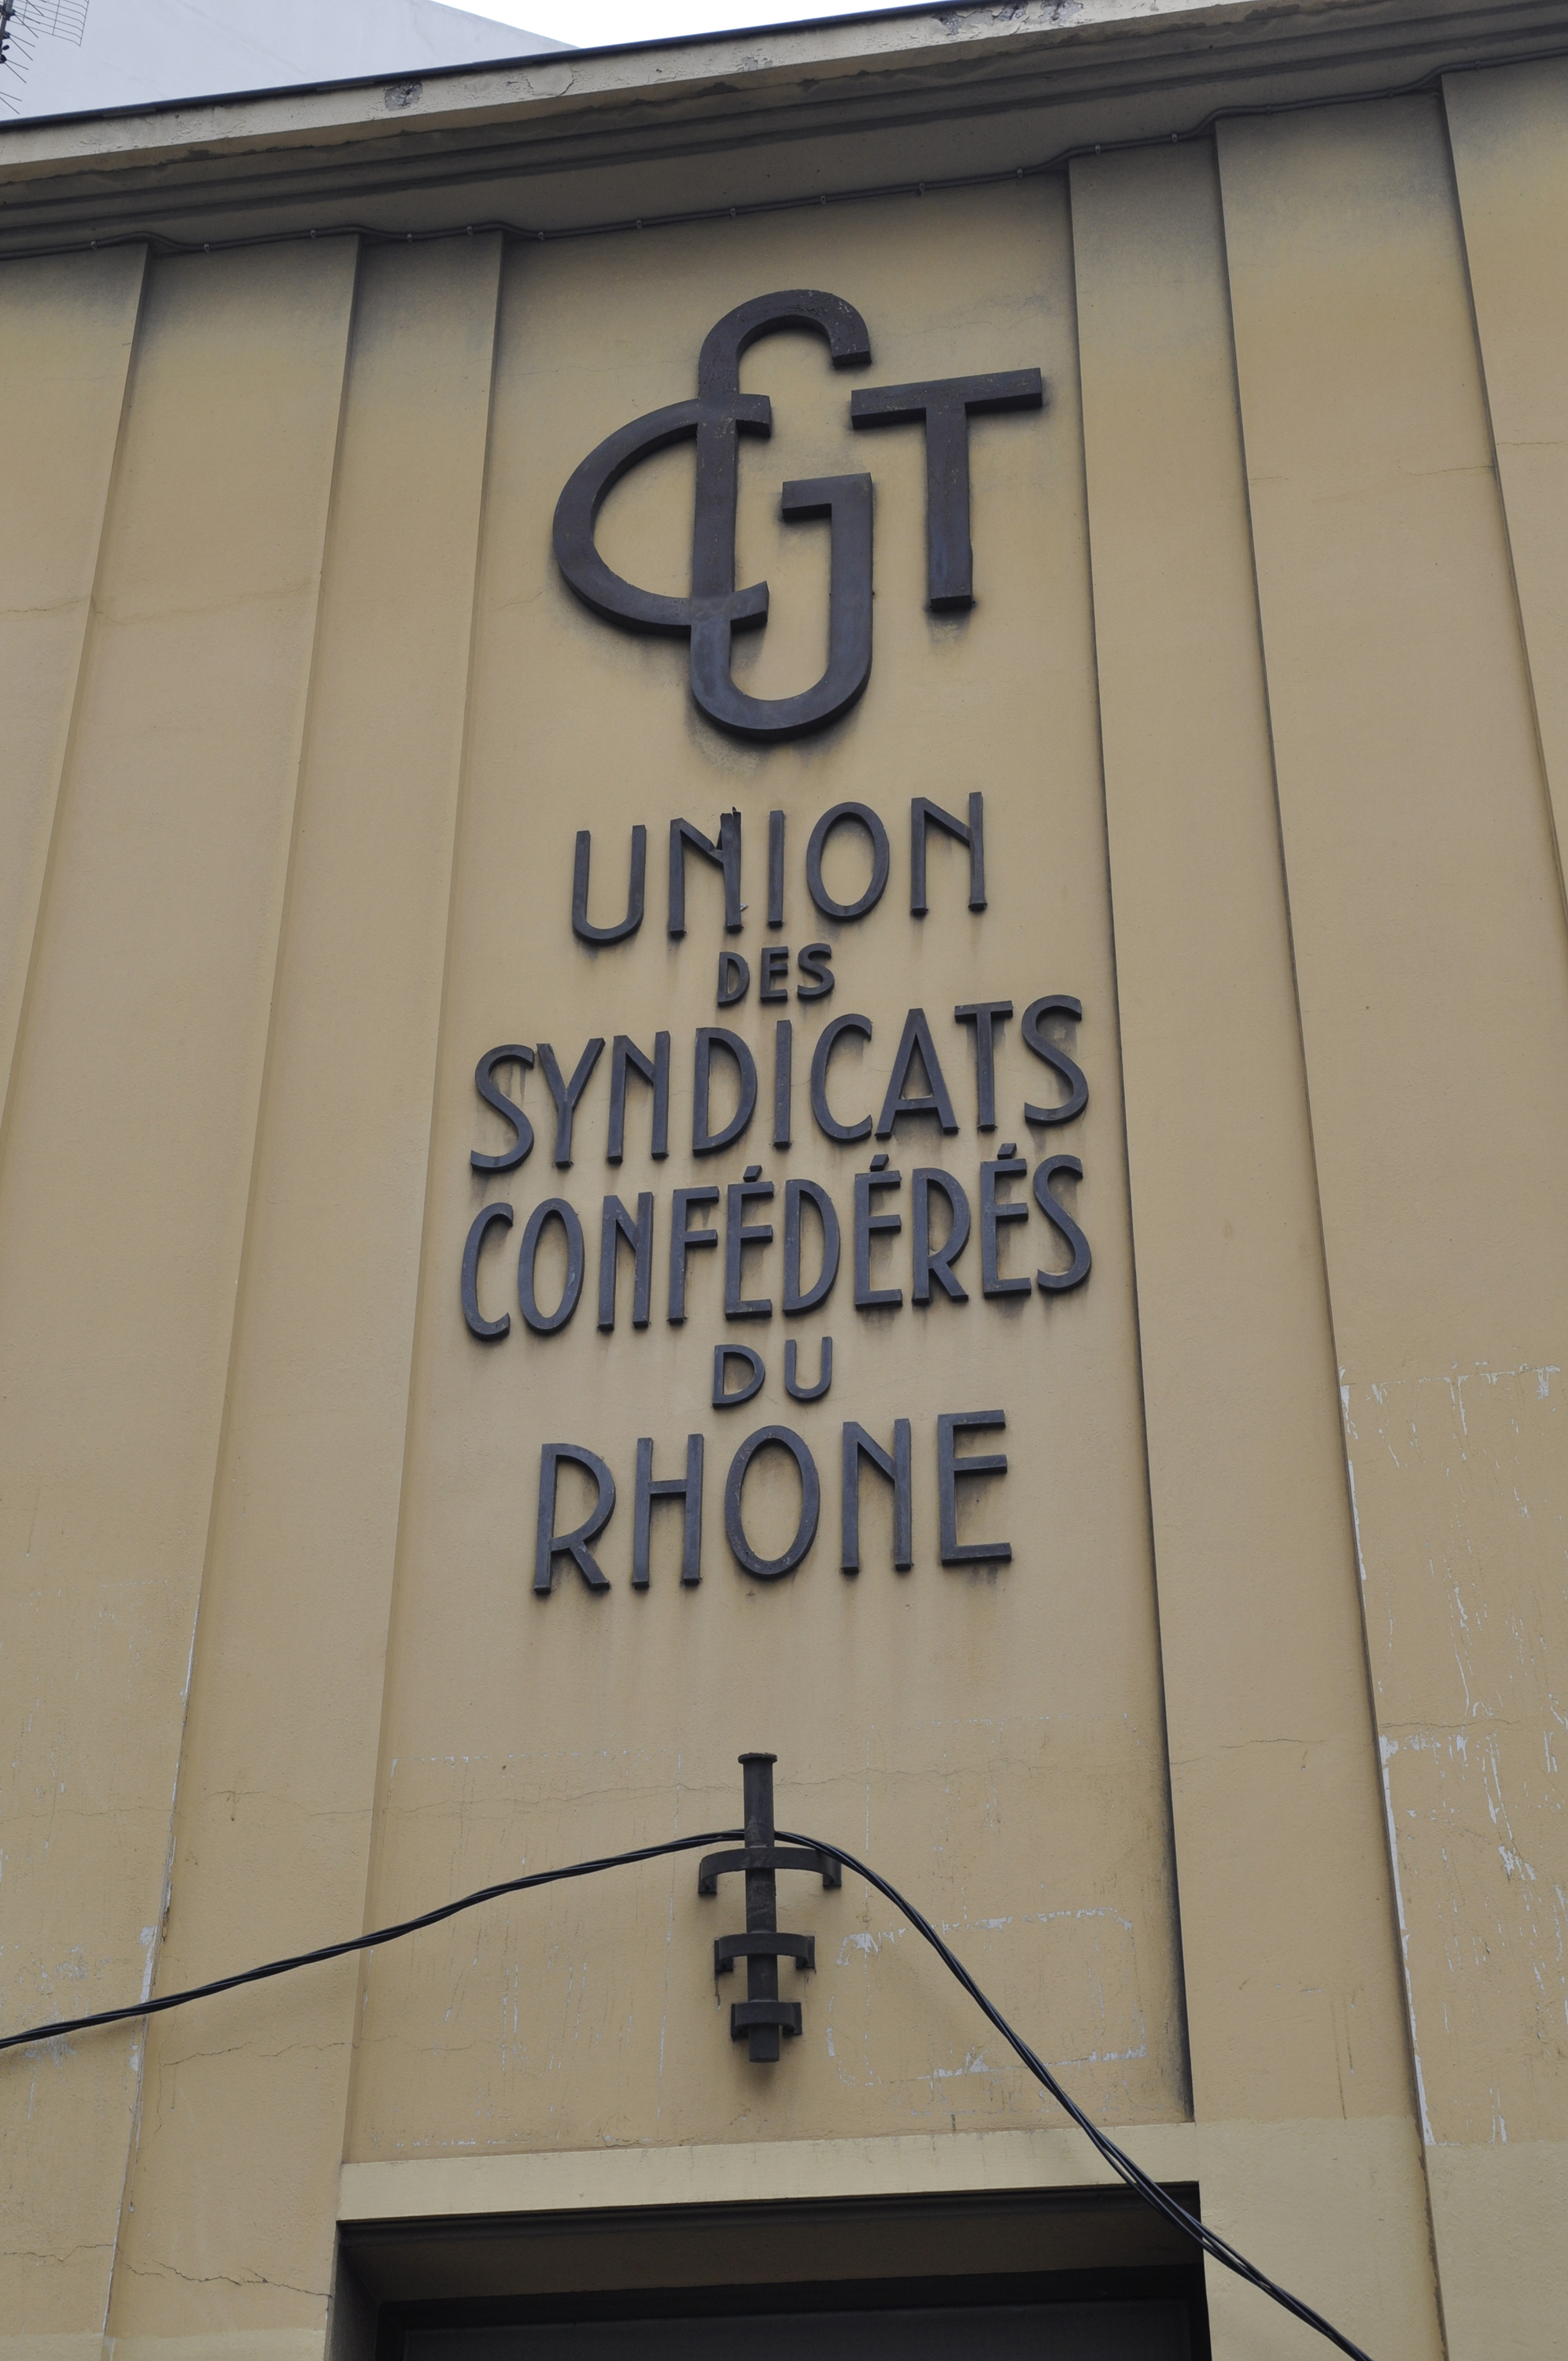 CGT
UNION
DES
SYNDICATS
CONFÉDÉRÉS
DU
RHONE